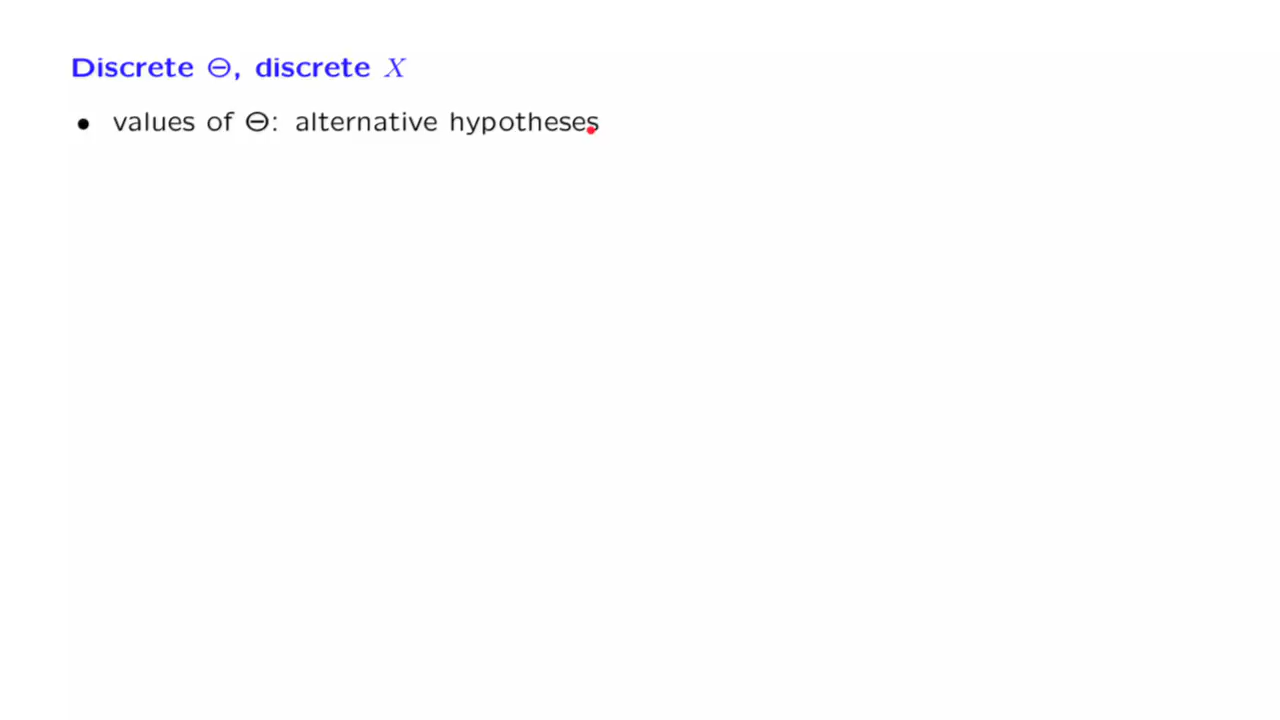 Discrete Θ, discrete X
• values of Θ: alternative hypotheses